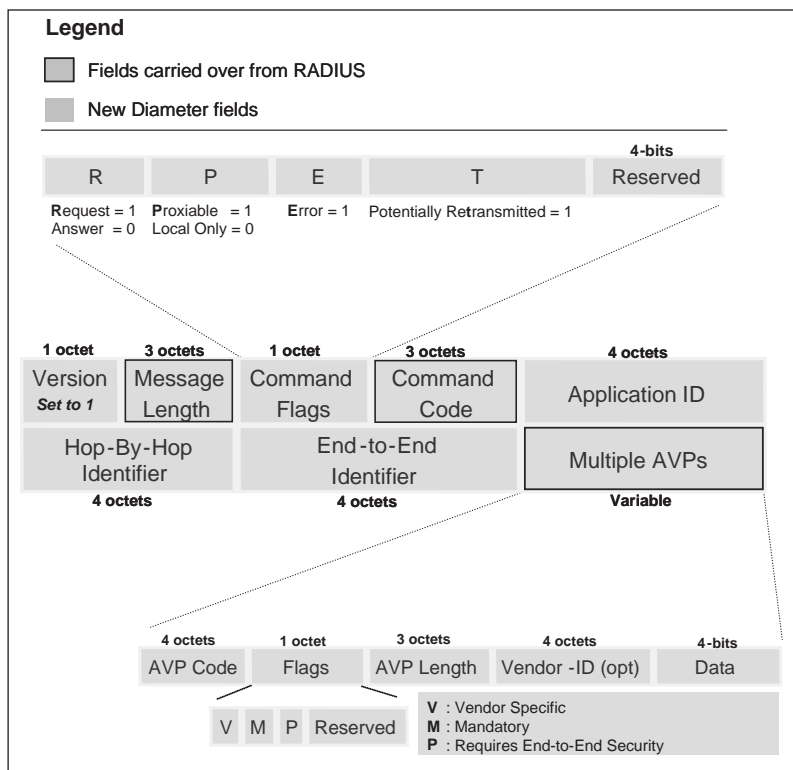 Legend
Fields carried over from RADIUS
New Diameter fields
4-bits
R P E T Reserved
Request = 1 Proxiable = 1 Error = 1 Potentially Retransmitted = 1
Answer = 0 Local Only = 0
1 octet 3 octets 1 octet 3 octets 4 octets
Version Message Command Command Application ID
Set to 1 Length Flags Code
Hop-By-Hop End-to-End Multiple AVPs
Identifier Identifier
4 octets 4 octets Variable
4 octets 1 octet 3 octets 4 octets 4-bits
AVP Code Flags AVP Length Vendor -ID (opt) Data
V M P Reserved
V : Vendor Specific
M : Mandatory
P : Requires End-to-End Security